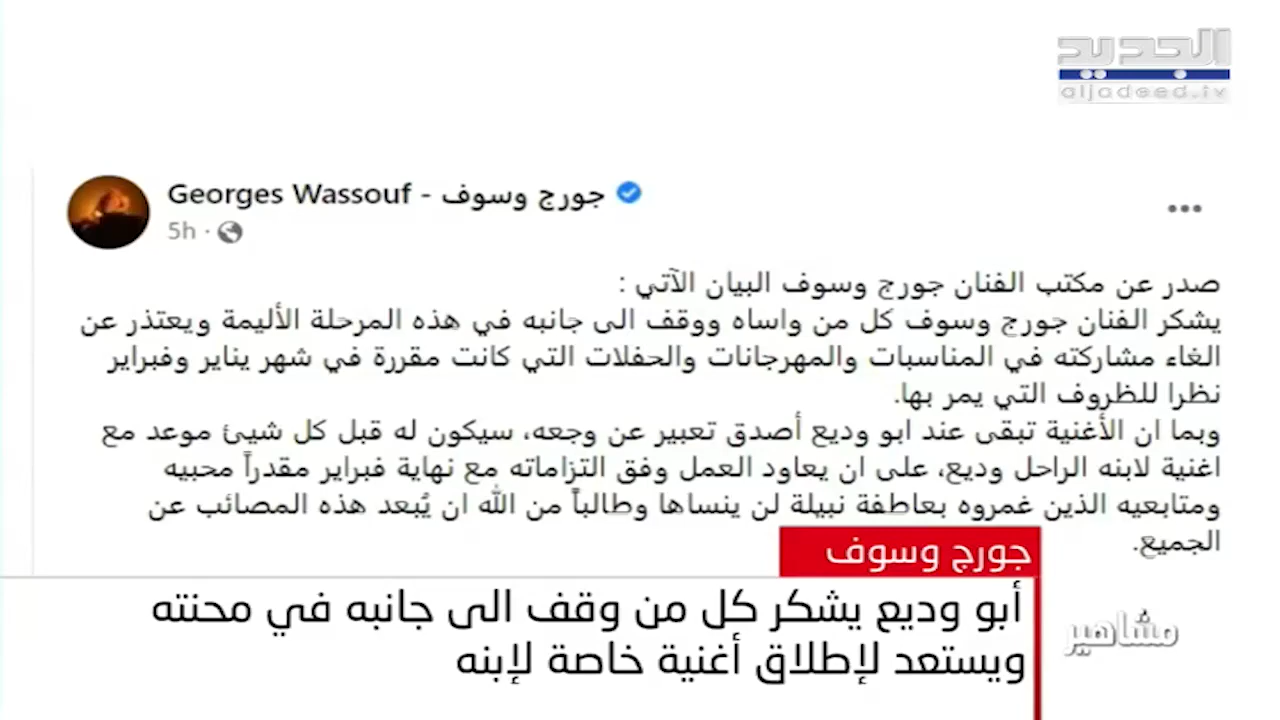 الجديد
aljadeed.tv
Georges Wassouf - جورج وسوف
5h
صدر عن مكتب الفنان جورج وسوف البيان الآتي :
يشكر الفنان جورج وسوف كل من واساه ووقف الى جانبه في هذه المرحلة الأليمة ويعتذر عن
الغاء مشاركته في المناسبات والمهرجانات والحفلات التي كانت مقررة في شهر يناير وفبراير
نظرا للظروف التي يمر بها.
وبما ان الأغنية تبقى عند ابو وديع أصدق تعبير عن وجعه، سيكون له قبل كل شيئ موعد مع
اغنية لابنه الراحل وديع، على ان يعاود العمل وفق التزاماته مع نهاية فبراير مقدراً محبيه
ومتابعيه الذين غمروه بعاطفة نبيلة لن ينساها وطالباً من الله ان يُبعد هذه المصائب عن
الجميع.
جورج وسوف
أبو وديع يشكر كل من وقف الى جانبه في محنته
ويستعد لإطلاق أغنية خاصة لإبنه
مشاهير